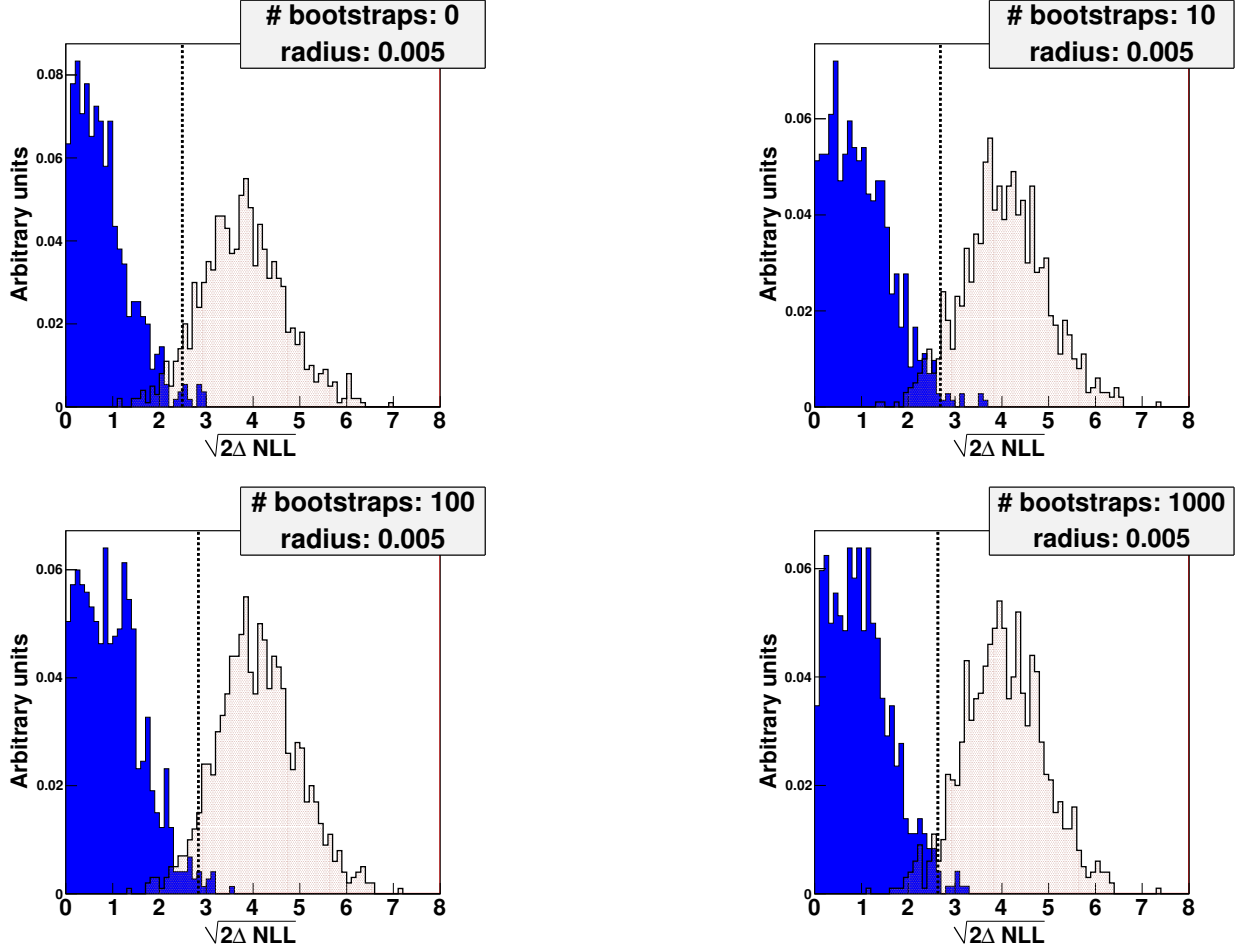 # bootstraps: 0
radius: 0.005
Arbitrary units
0.08
0.06
0.04
0.02
0
0 1 2 3 4 5 6 7 8
√2Δ NLL
# bootstraps: 10
radius: 0.005
Arbitrary units
0.06
0.04
0.02
0
0 1 2 3 4 5 6 7 8
√2Δ NLL
# bootstraps: 100
radius: 0.005
Arbitrary units
0.06
0.04
0.02
0
0 1 2 3 4 5 6 7 8
√2Δ NLL
# bootstraps: 1000
radius: 0.005
Arbitrary units
0.06
0.04
0.02
0
0 1 2 3 4 5 6 7 8
√2Δ NLL